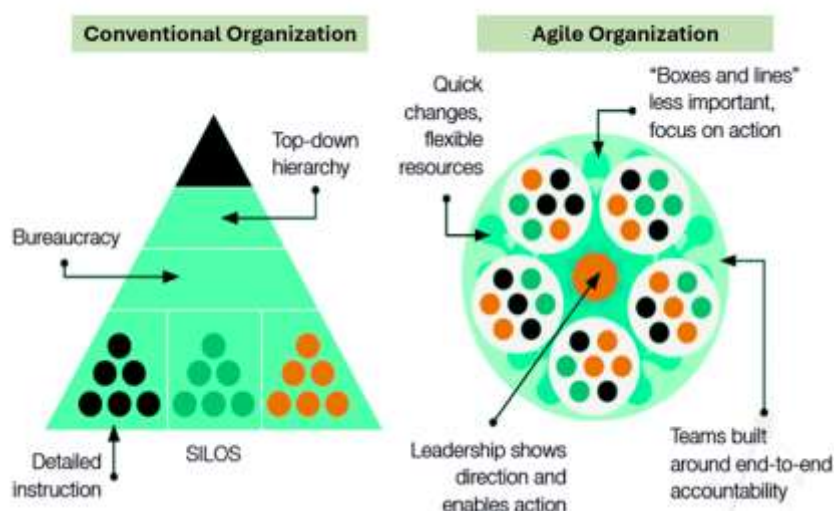 Conventional Organization
Top-down
hierarchy
Bureaucracy
Detailed
instruction
SILOS
Agile Organization
Quick
changes,
flexible
resources
“Boxes and lines”
less important,
focus on action
Leadership shows
direction and
enables action
Teams built
around end-to-end
accountability